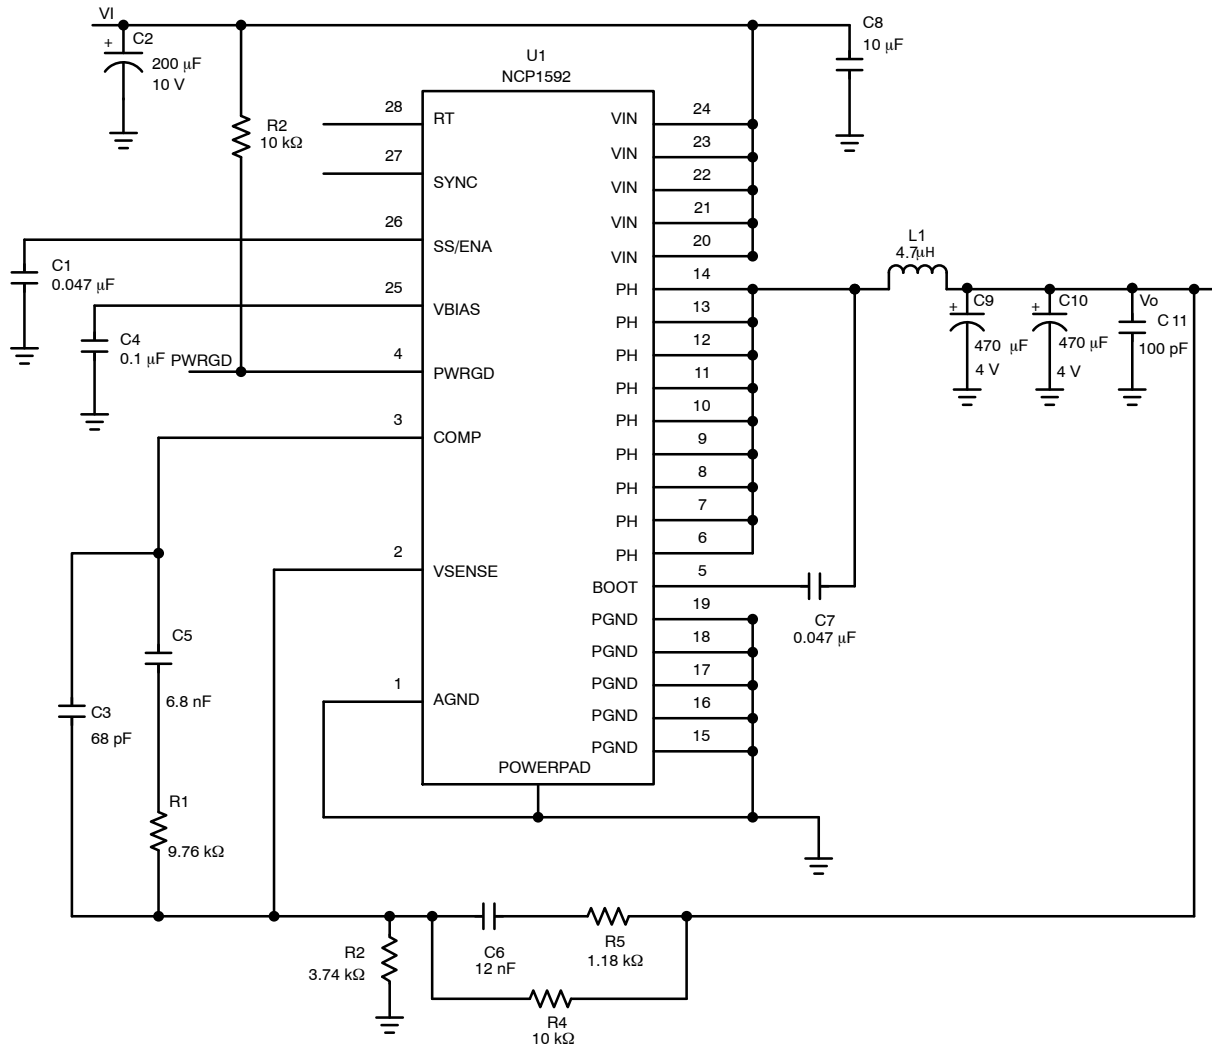 VI
C2
200 µF
10 V
R2
10 kΩ
U1
NCP1592
C8
10 µF
28
RT
27
SYNC
26
SS/ENA
C1
0.047 µF
25
VBIAS
C4
0.1 µF
PWRGD
4
PWRGD
3
COMP
2
VSENSE
1
AGND
POWERPAD
VIN
24
VIN
23
VIN
22
VIN
21
VIN
20
PH
14
PH
13
PH
12
PH
11
PH
10
PH
9
PH
8
PH
7
PH
6
BOOT
5
PGND
19
PGND
18
PGND
17
PGND
16
PGND
15
L1
4.7µH
+
C9
470 µF
4 V
+
C10
470 µF
4 V
Vo
C 11
100 pF
C7
0.047 µF
+
C5
6.8 nF
C3
68 pF
R1
9.76 kΩ
R2
3.74 kΩ
C6
12 nF
R5
1.18 kΩ
R4
10 kΩ